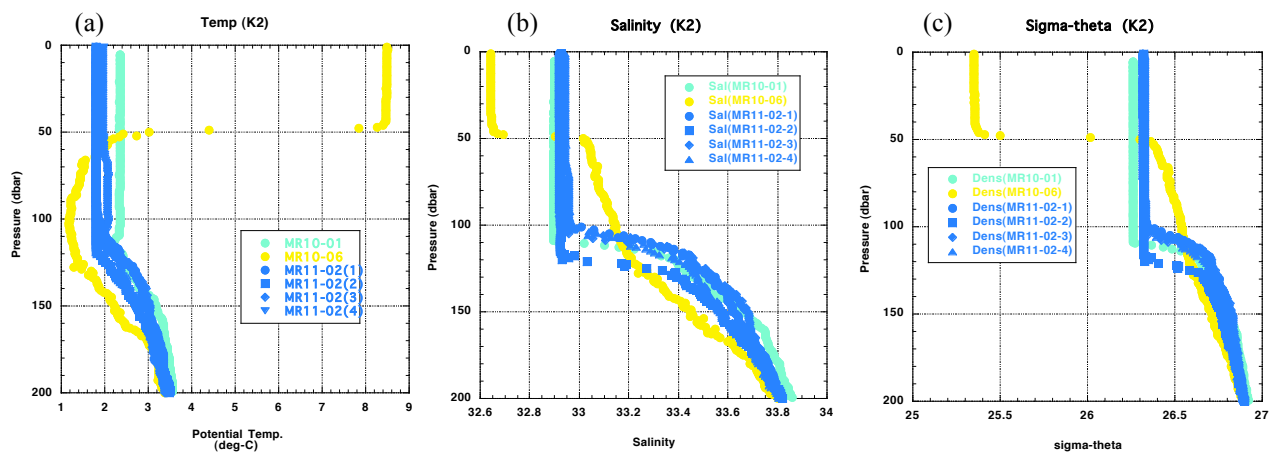 (a)
Temp (K2)
0
50
100
150
200
Pressure (dbar)
MR10-01
MR10-06
MR11-02(1)
MR11-02(2)
MR11-02(3)
MR11-02(4)
1 2 3 4 5 6 7 8 9
Potential Temp.
(deg-C)
(b)
Salinity (K2)
0
50
100
150
200
Pressure (dbar)
Sal(MR10-01)
Sal(MR10-06)
Sal(MR11-02-1)
Sal(MR11-02-2)
Sal(MR11-02-3)
Sal(MR11-02-4)
32.6 32.8 33 33.2 33.4 33.6 33.8 34
Salinity
(c)
Sigma-theta (K2)
0
50
100
150
200
Pressure (dbar)
Dens(MR10-01)
Dens(MR10-06)
Dens(MR11-02-1)
Dens(MR11-02-2)
Dens(MR11-02-3)
Dens(MR11-02-4)
25 25.5 26 26.5 27
sigma-theta